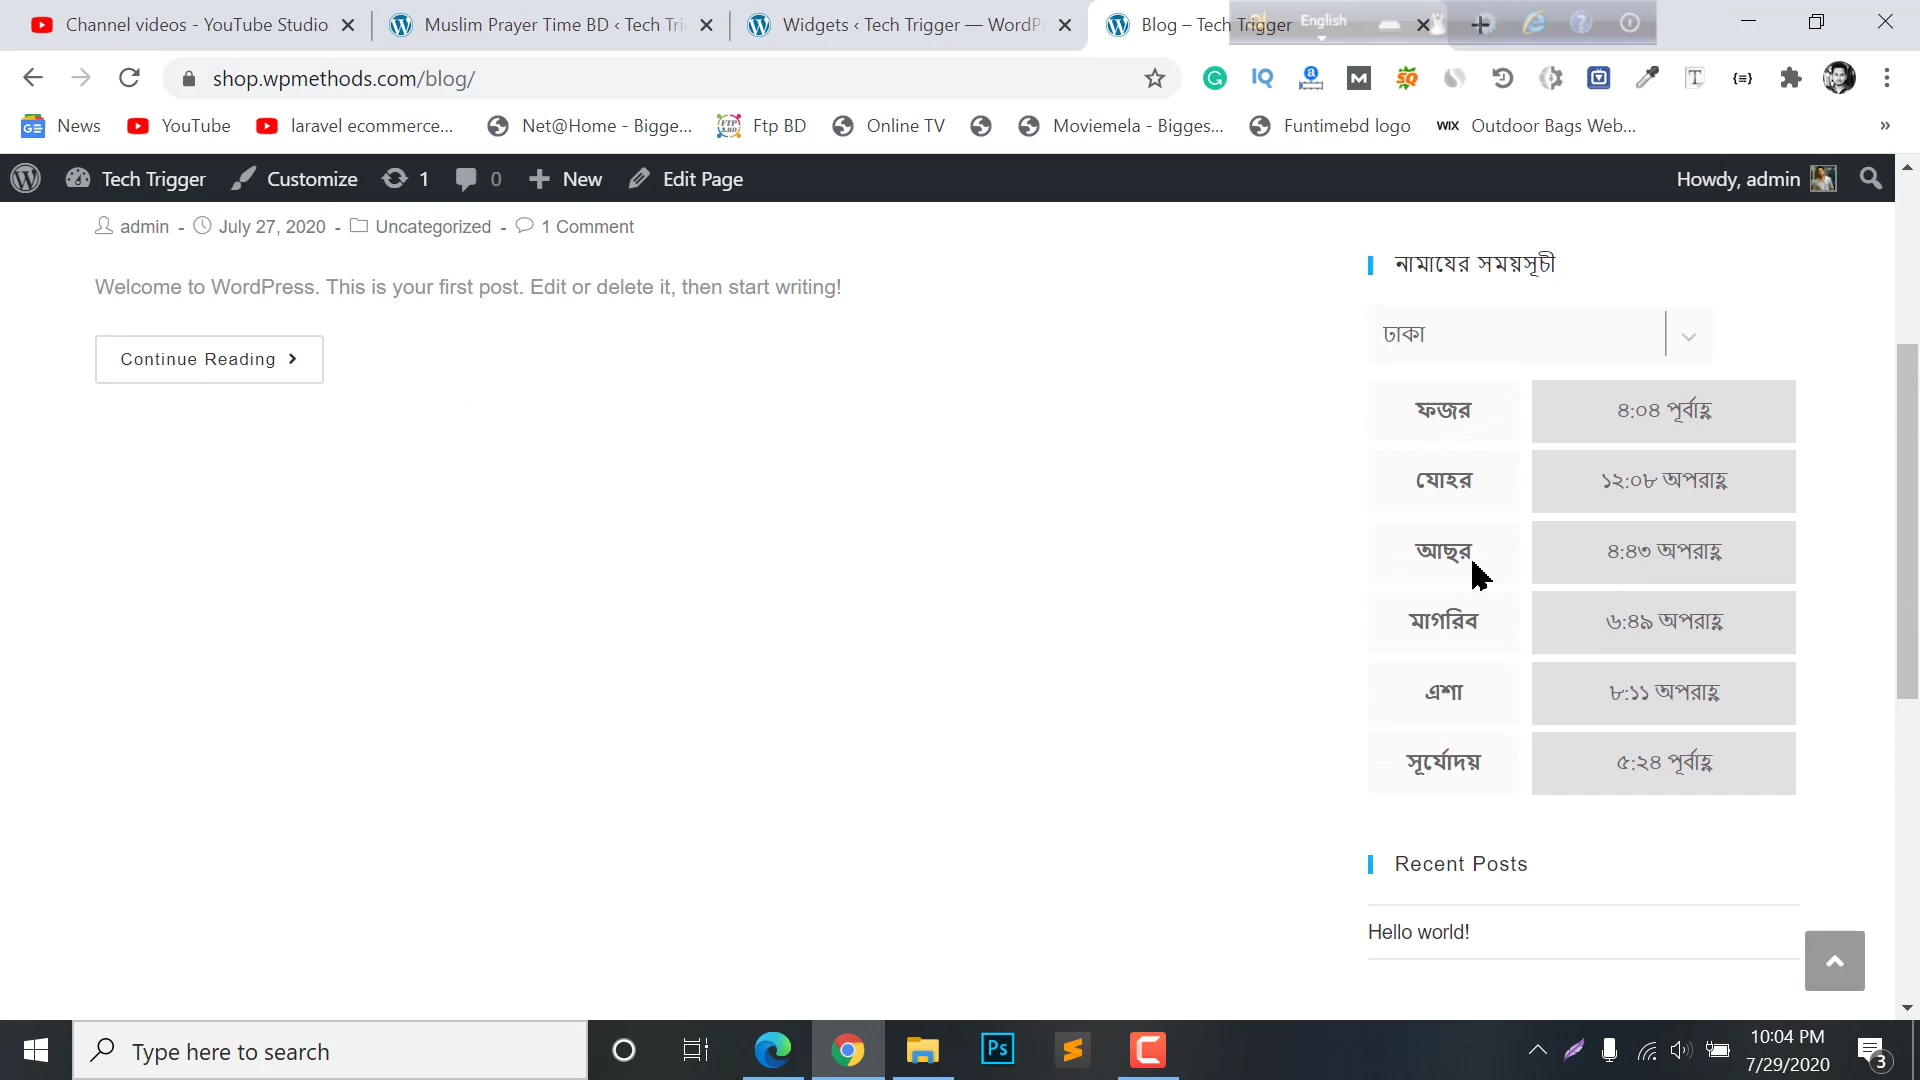 Channel videos - YouTube Studio
Muslim Prayer Time BD ‹ Tech Tri
Widgets ‹ Tech Trigger — WordP
Blog – Tech Trigger
English
shop.wpmethods.com/blog/
News
YouTube
laravel ecommerce...
Net@Home - Bigge...
Ftp BD
Online TV
Moviemela - Bigges...
Funtimebd logo
WIX Outdoor Bags Web...
»
Tech Trigger
Customize
1
0
New
Edit Page
Howdy, admin
admin - July 27, 2020 - Uncategorized - 1 Comment
Welcome to WordPress. This is your first post. Edit or delete it, then start writing!
Continue Reading
নামাযের সময়সূচী
ঢাকা
ফজর ৪:০৪ পূর্বাহ্ণ
যোহর ১২:০৮ অপরাহ্ণ
আছর ৪:৪৩ অপরাহ্ণ
মাগরিব ৬:৪৯ অপরাহ্ণ
এশা ৮:১১ অপরাহ্ণ
সূর্যোদয় ৫:২৪ পূর্বাহ্ণ
Recent Posts
Hello world!
Type here to search
Ps
10:04 PM
7/29/2020
3